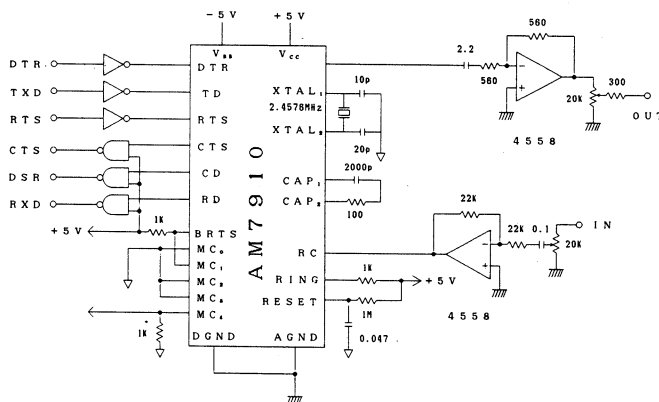 −5V
+5V
VBB
VCC
DTR
TXD
RTS
CTS
DSR
RXD
+5V
1K
1K
DTR
TD
RTS
CTS
CD
RD
BRTS
MC0
MC1
MC2
MC3
MC4
DGND
AGND
AM7910
XTAL1
XTAL2
CAP1
CAP2
RC
RING
RESET
10p
2.4576MHz
20p
2000p
100
1K
+5V
1M
0.047
2.2
560
560
4558
20K
300
OUT
22K
22K
0.1
IN
20K
4558